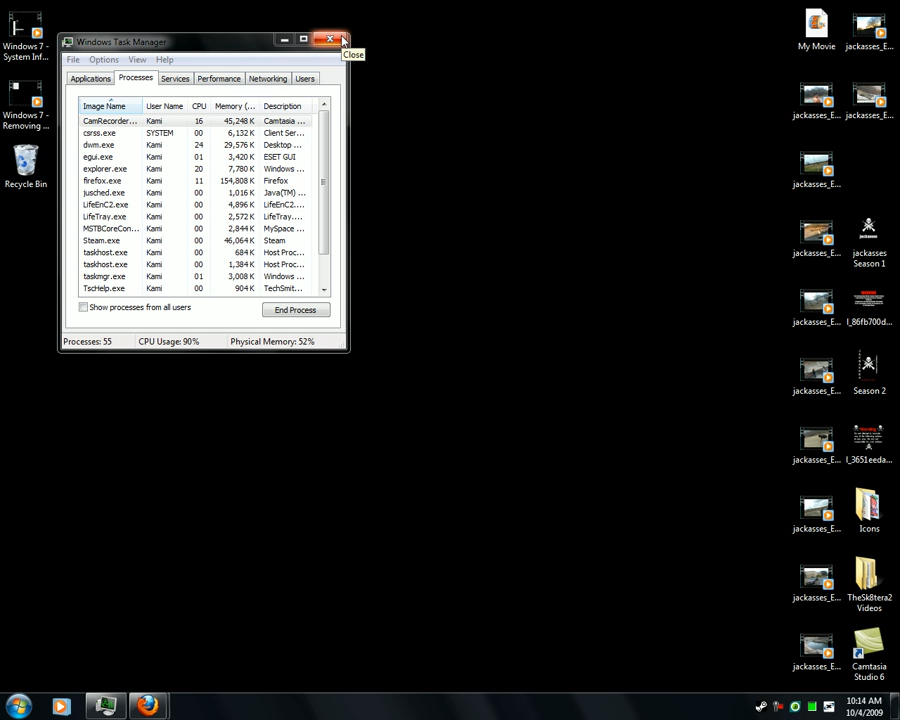 Windows 7 -
System Inf...
Windows 7 -
Removing ...
Recycle Bin
Windows Task Manager
Close
File Options View Help
Applications Processes Services Performance Networking Users
Image Name User Name CPU Memory (... Description
CamRecorder... Kami 16 45,248 K Camtasia ...
csrss.exe SYSTEM 00 6,132 K Client Ser...
dwm.exe Kami 24 29,576 K Desktop ...
egui.exe Kami 01 3,420 K ESET GUI
explorer.exe Kami 20 7,780 K Windows ...
firefox.exe Kami 11 154,808 K Firefox
jusched.exe Kami 00 1,016 K Java(TM) ...
LifeEnC2.exe Kami 00 4,896 K LifeEnC2....
LifeTray.exe Kami 00 2,572 K LifeTray....
MSTBCoreCon... Kami 00 2,844 K MySpace ...
Steam.exe Kami 00 46,064 K Steam
taskhost.exe Kami 00 684 K Host Proc...
taskhost.exe Kami 00 1,384 K Host Proc...
taskmgr.exe Kami 01 3,008 K Windows ...
TscHelp.exe Kami 00 904 K TechSmit...
Show processes from all users
End Process
Processes: 55 CPU Usage: 90% Physical Memory: 52%
My Movie
jackasses_E...
jackasses_E...
jackasses_E...
jackasses_E...
jackasses_E...
jackasses
Season 1
jackasses_E...
l_86fb700d...
jackasses_E...
Season 2
jackasses_E...
l_3651eeda...
jackasses_E...
Icons
jackasses_E...
TheSk8tera2
Videos
jackasses_E...
Camtasia
Studio 6
10:14 AM
10/4/2009